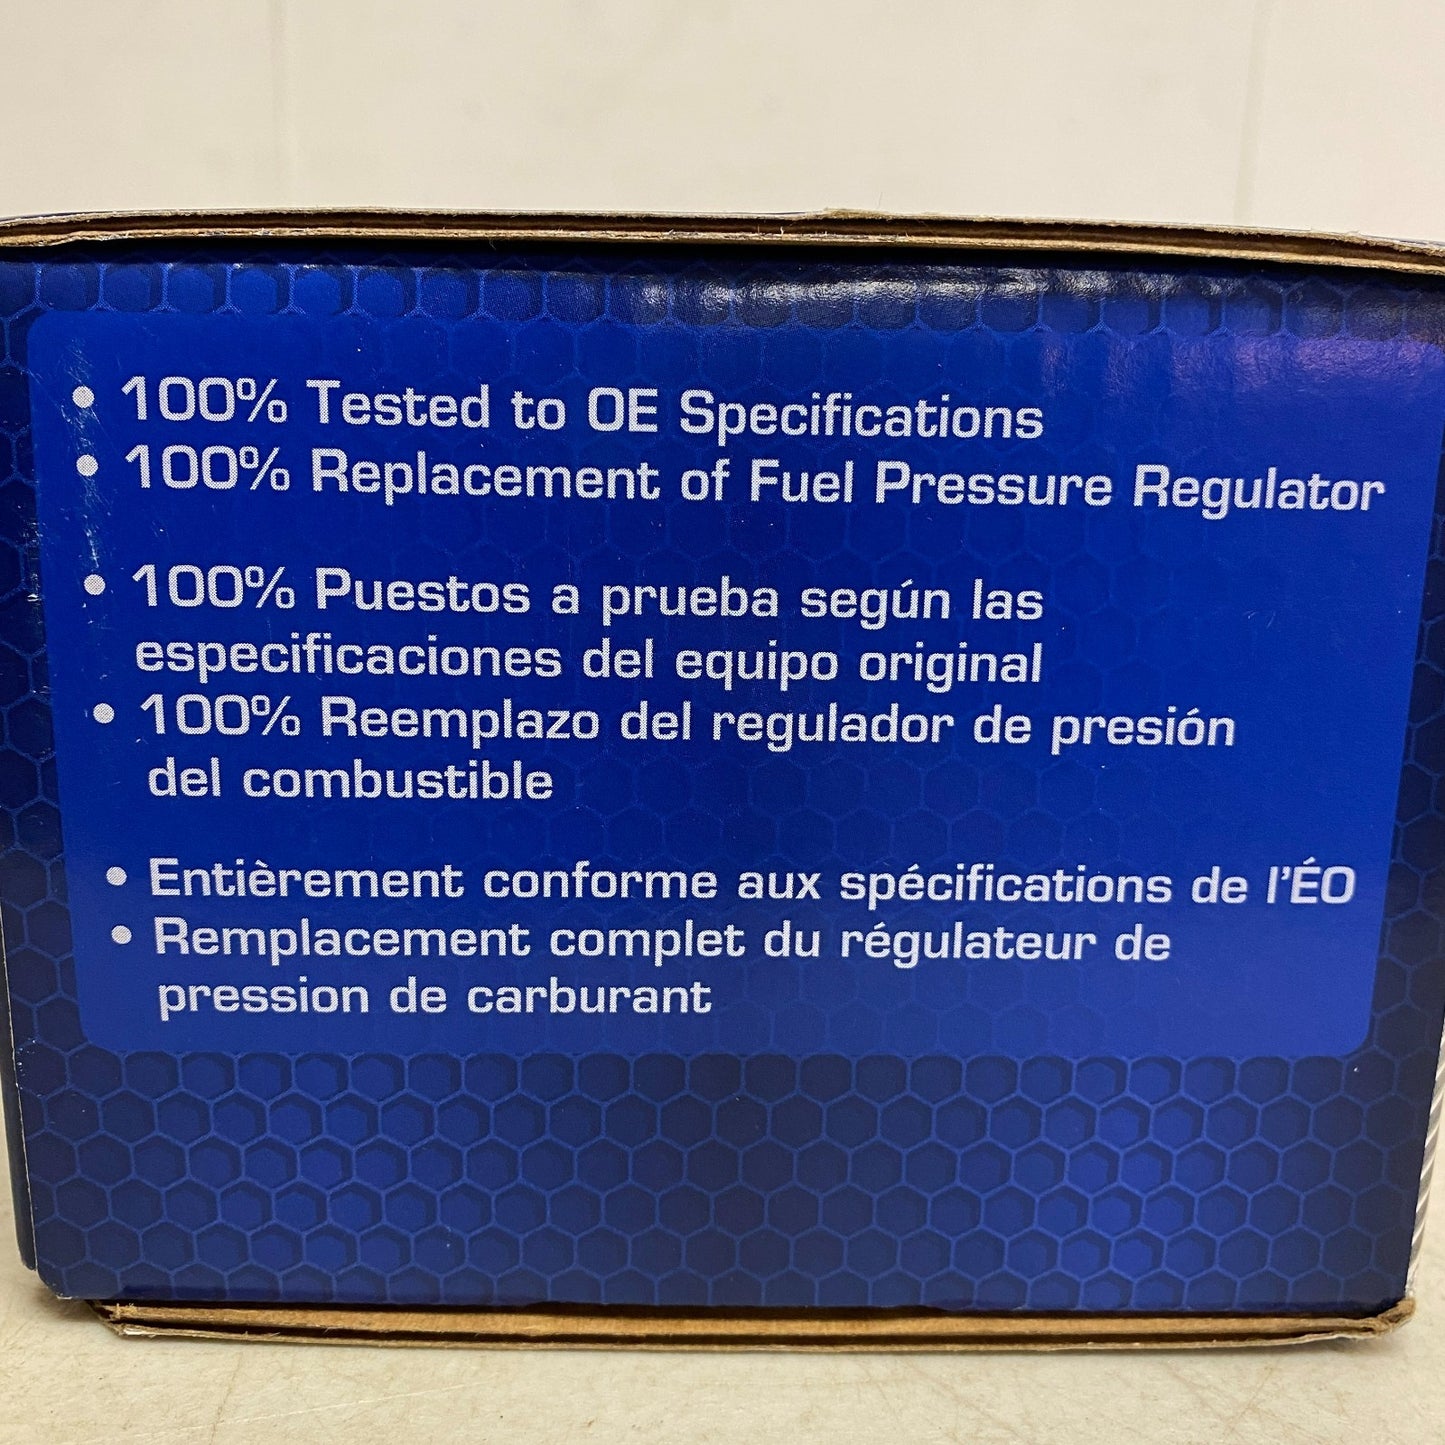 • 100% Tested to OE Specifications
• 100% Replacement of Fuel Pressure Regulator
• 100% Puestos a prueba según las
especificaciones del equipo original
• 100% Reemplazo del regulador de presión
del combustible
• Entièrement conforme aux spécifications de l'ÉO
• Remplacement complet du régulateur de
pression de carburant